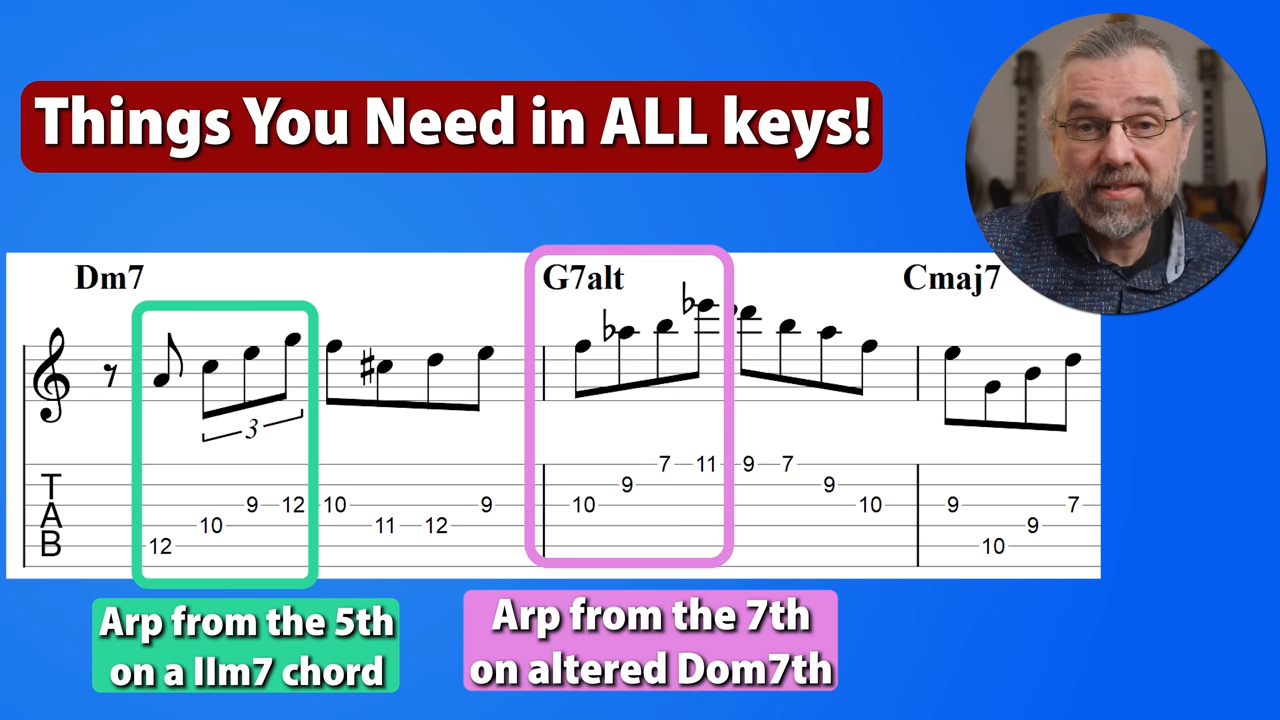 Things You Need in ALL keys!
Dm7 G7alt Cmaj7
3
T
A
B
7 11 9 7
9 9
9 12 10 9 10 10 9 7
10 11 12 9
12 10
Arp from the 5th
on a IIm7 chord
Arp from the 7th
on altered Dom7th